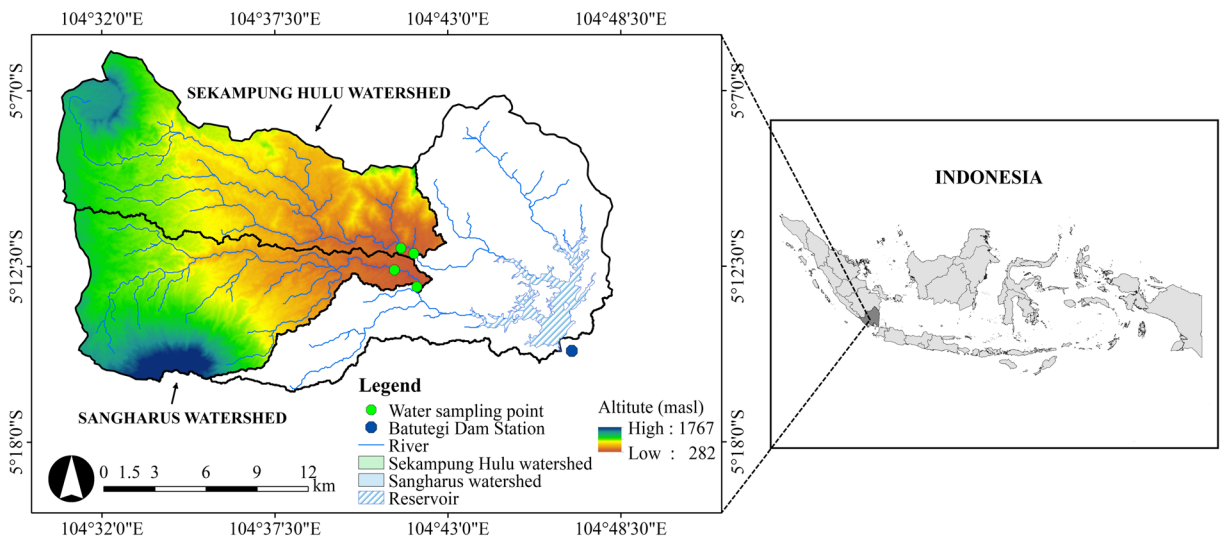 104°32'0"E 104°37'30"E 104°43'0"E 104°48'30"E
5°7'0"S
5°12'30"S
5°18'0"S
SEKAMPUNG HULU WATERSHED
SANGHARUS WATERSHED
Legend
Water sampling point
Batutegi Dam Station
River
Sekampung Hulu watershed
Sangharus watershed
Reservoir
Altitute (masl)
High : 1767
Low : 282
0 1.5 3 6 9 12
km
104°32'0"E 104°37'30"E 104°43'0"E 104°48'30"E
5°7'0"S
5°12'30"S
5°18'0"S
INDONESIA